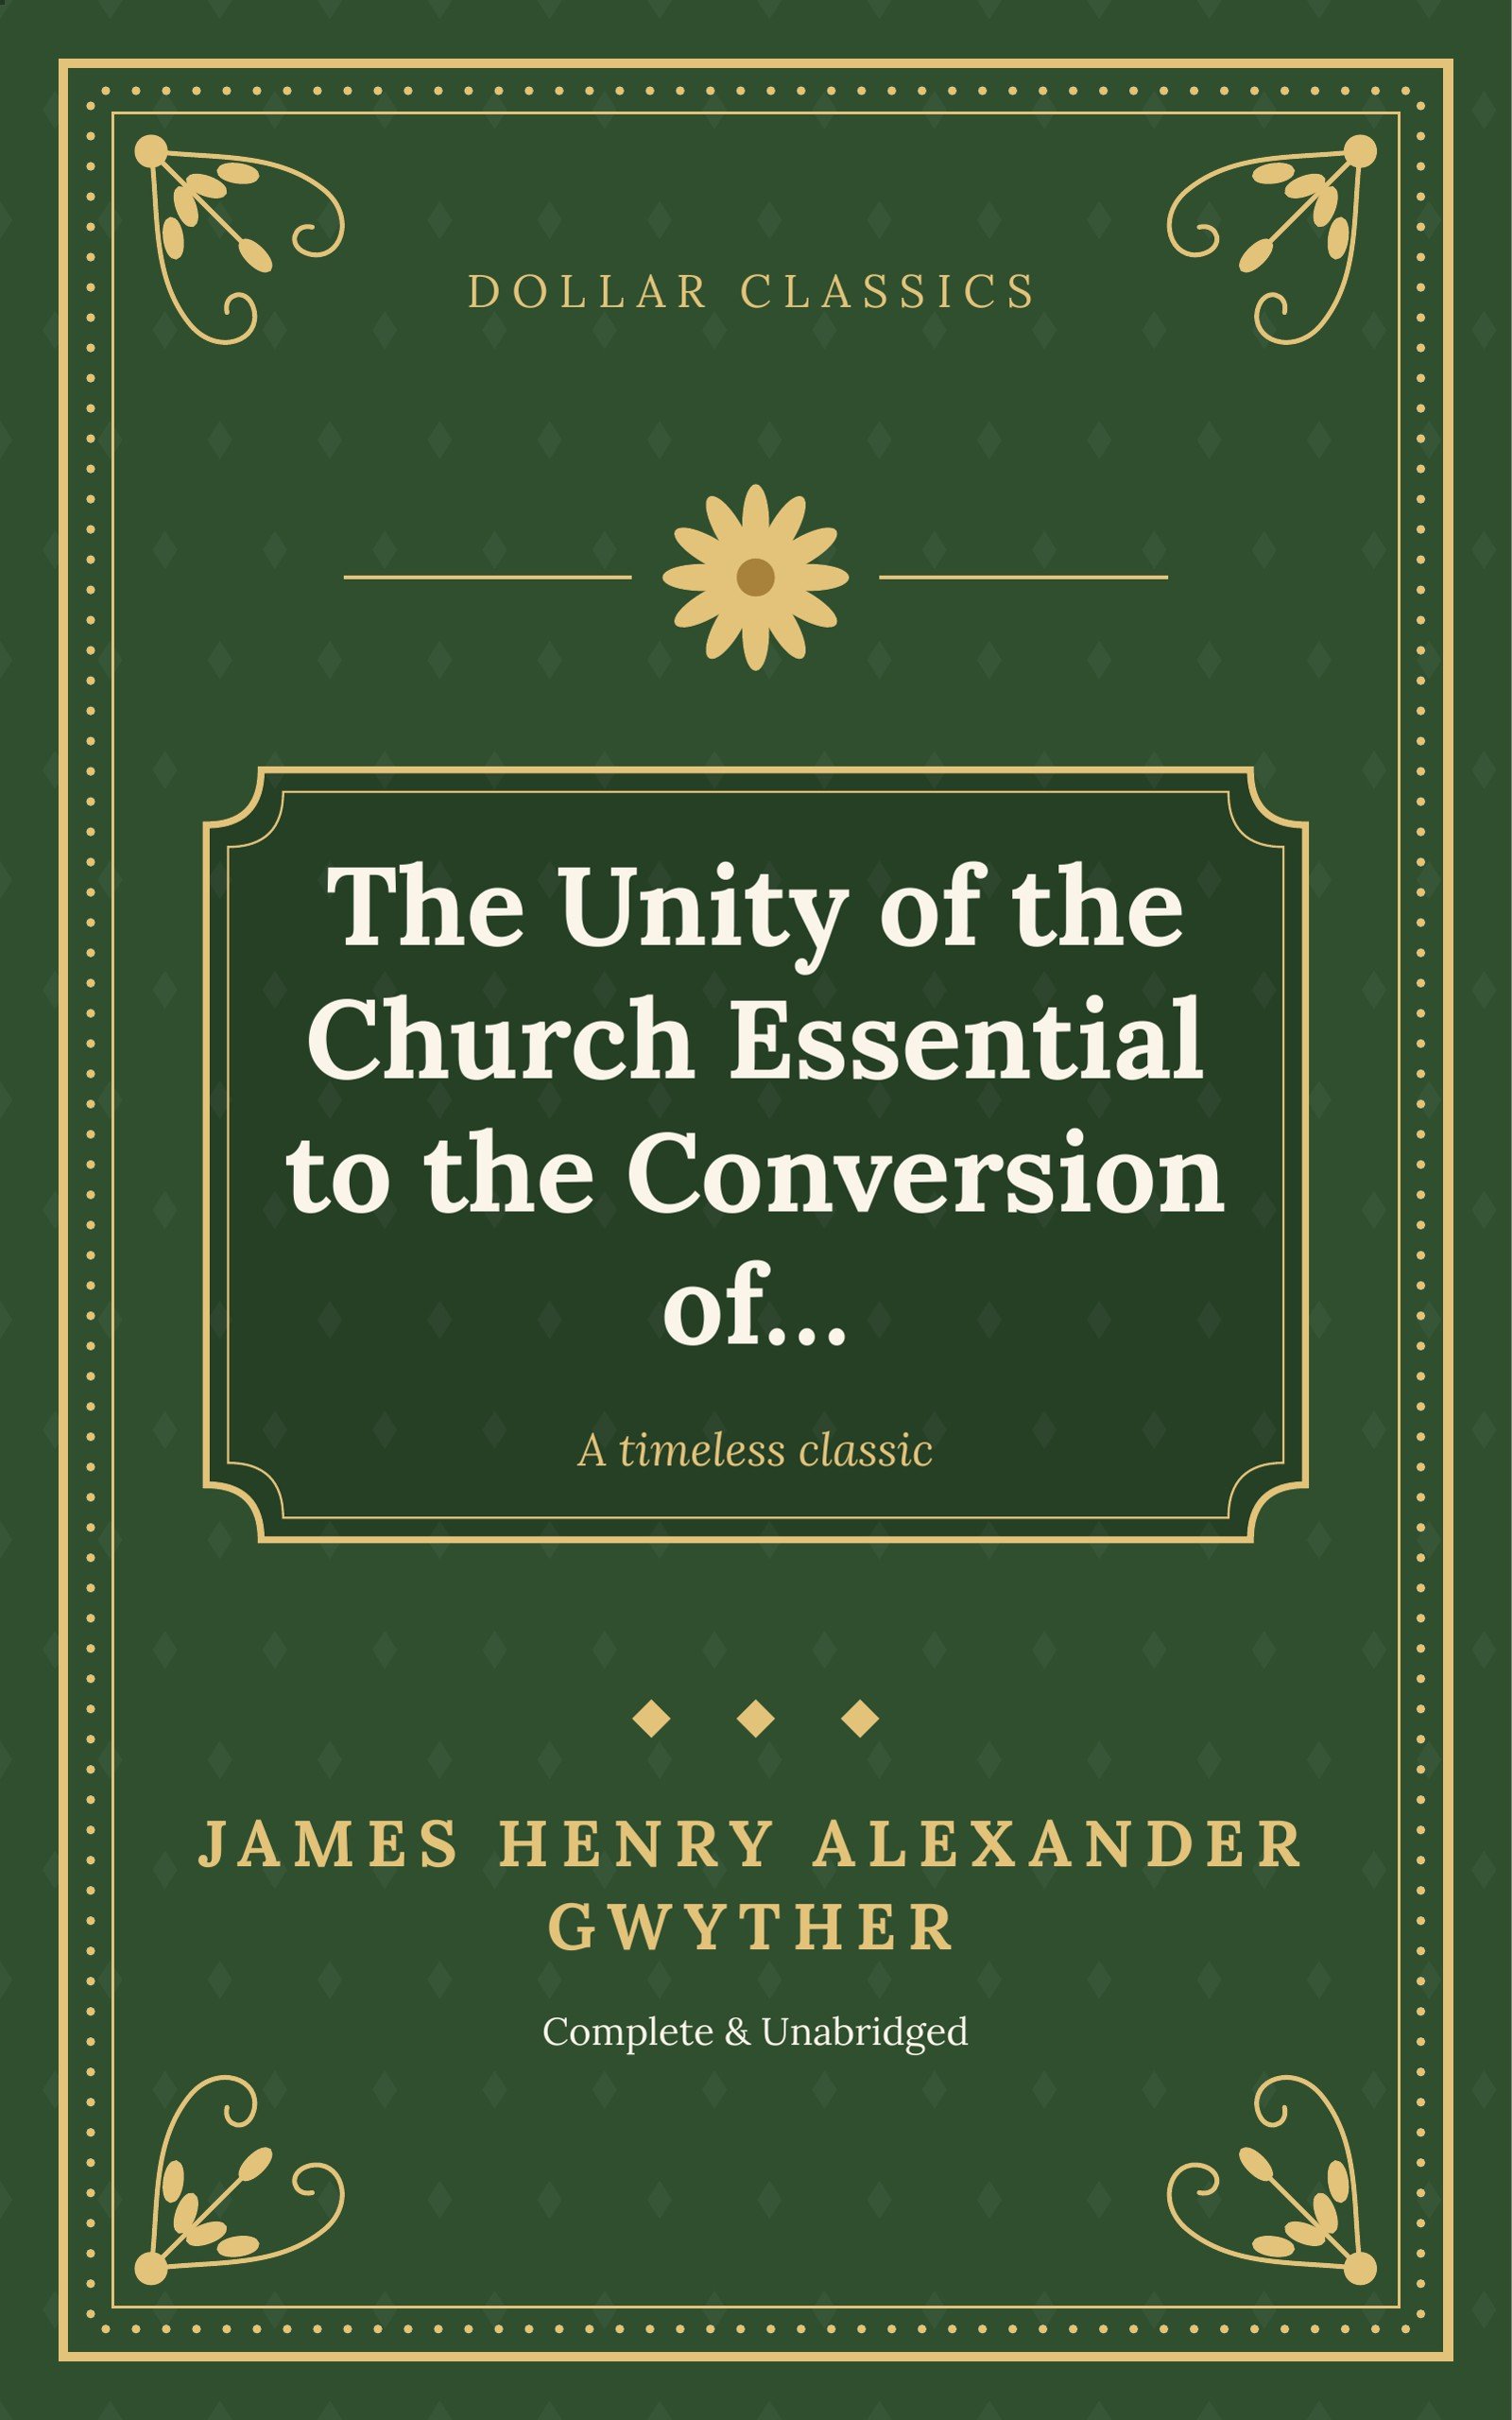 DOLLAR CLASSICS
The Unity of the
Church Essential
to the Conversion
of...
A timeless classic
JAMES HENRY ALEXANDER
GWYTHER
Complete & Unabridged